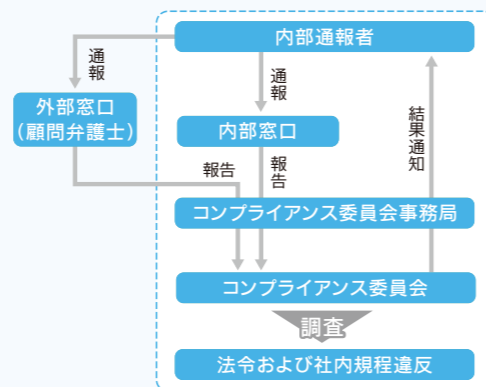 内部通報者
通報
通報
外部窓口
(顧問弁護士)
内部窓口
結果通知
報告
報告
コンプライアンス委員会事務局
コンプライアンス委員会
調査
法令および社内規程違反